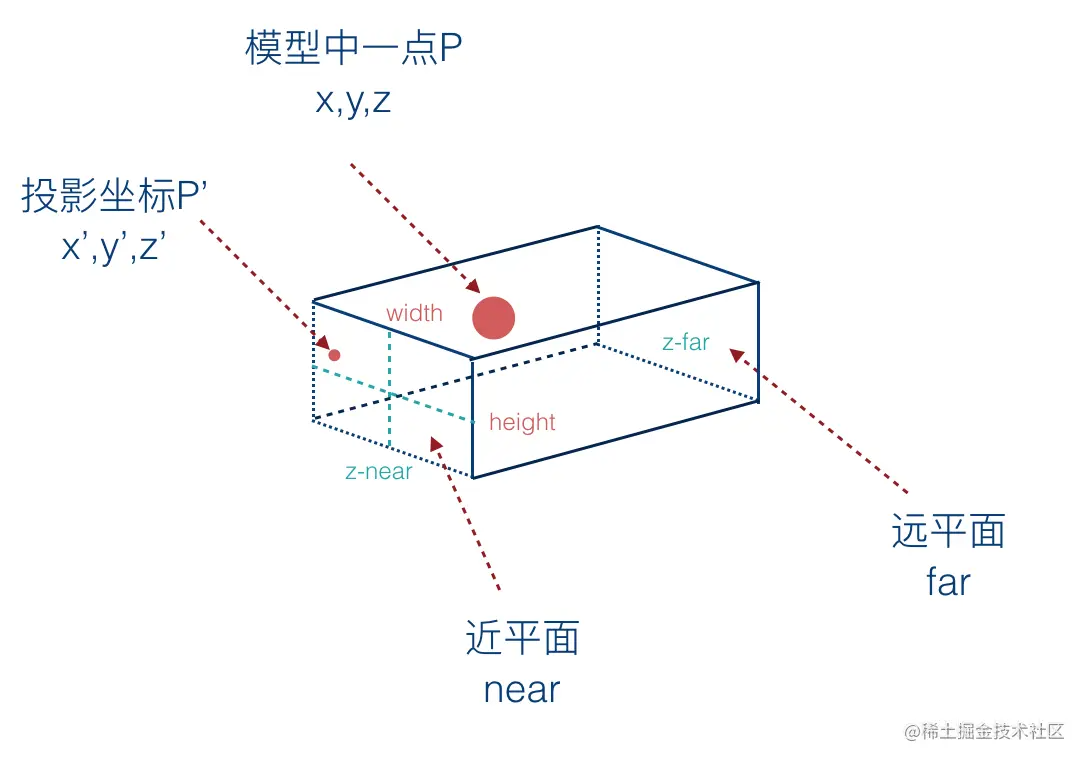 模型中一点P
x,y,z
投影坐标P’
x’,y’,z’
width
z-far
height
z-near
远平面
far
近平面
near
@稀土掘金技术社区